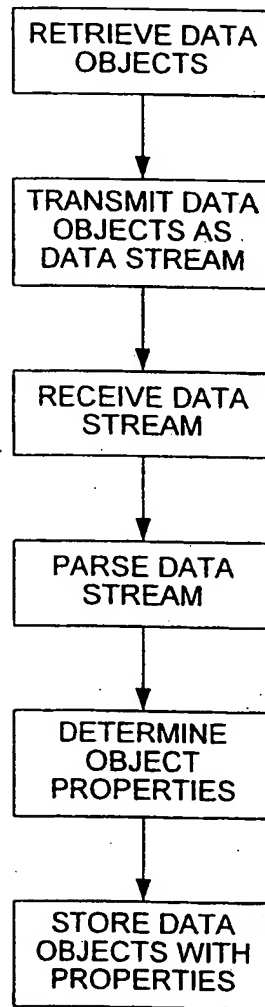 RETRIEVE DATA
OBJECTS
TRANSMIT DATA
OBJECTS AS
DATA STREAM
RECEIVE DATA
STREAM
PARSE DATA
STREAM
DETERMINE
OBJECT
PROPERTIES
STORE DATA
OBJECTS WITH
PROPERTIES